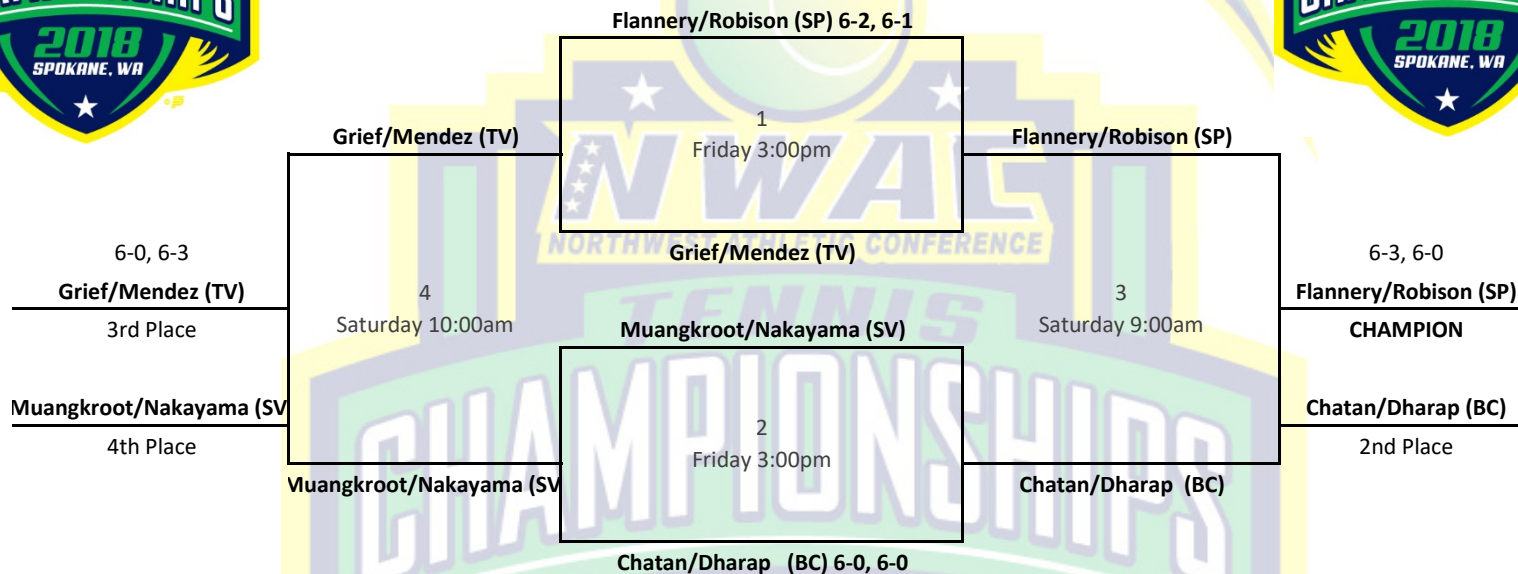 2018
SPOKANE, WA
2018
SPOKANE, WA
Flannery/Robison (SP) 6-2, 6-1
1
Friday 3:00pm
Grief/Mendez (TV)
Flannery/Robison (SP)
NWAC
NORTHWEST ATHLETIC CONFERENCE
Grief/Mendez (TV)
6-0, 6-3
Grief/Mendez (TV)
3rd Place
4
Saturday 10:00am
TENNIS
3
Saturday 9:00am
6-3, 6-0
Flannery/Robison (SP)
CHAMPION
Muangkroot/Nakayama (SV)
Muangkroot/Nakayama (SV
4th Place
CHAMPIONSHIPS
2
Friday 3:00pm
Chatan/Dharap (BC)
2nd Place
Muangkroot/Nakayama (SV
Chatan/Dharap (BC)
Chatan/Dharap (BC) 6-0, 6-0